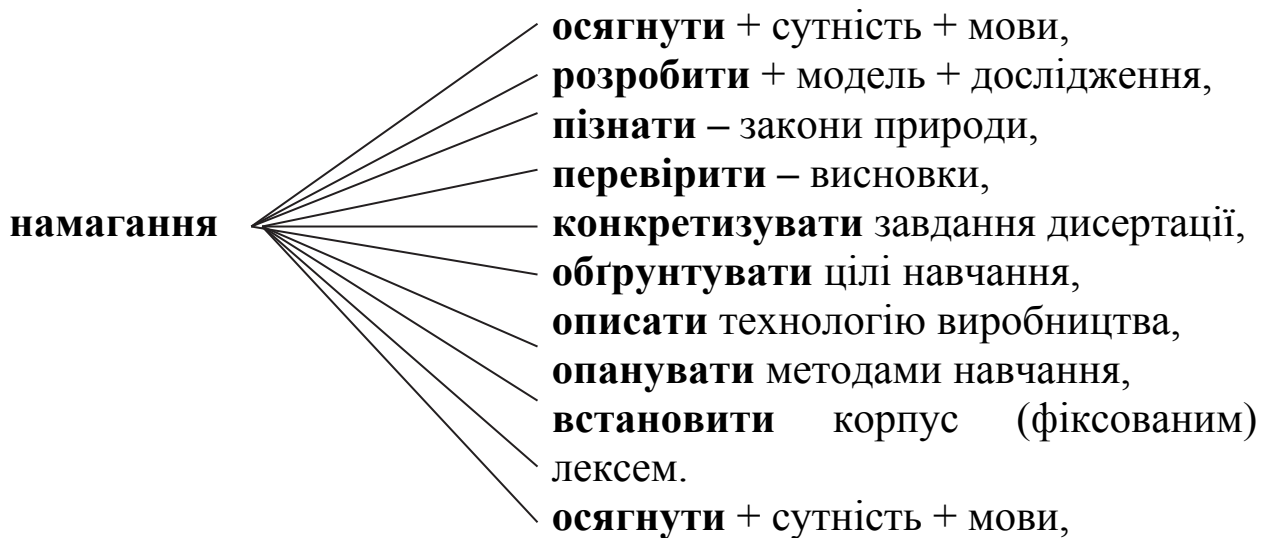 осягнути + сутність + мови,
розробити + модель + дослідження,
пізнати – закони природи,
перевірити – висновки,
намагання
конкретизувати завдання дисертації,
обґрунтувати цілі навчання,
описати технологію виробництва,
опанувати методами навчання,
встановити корпус (фіксованим)
лексем.
осягнути + сутність + мови,